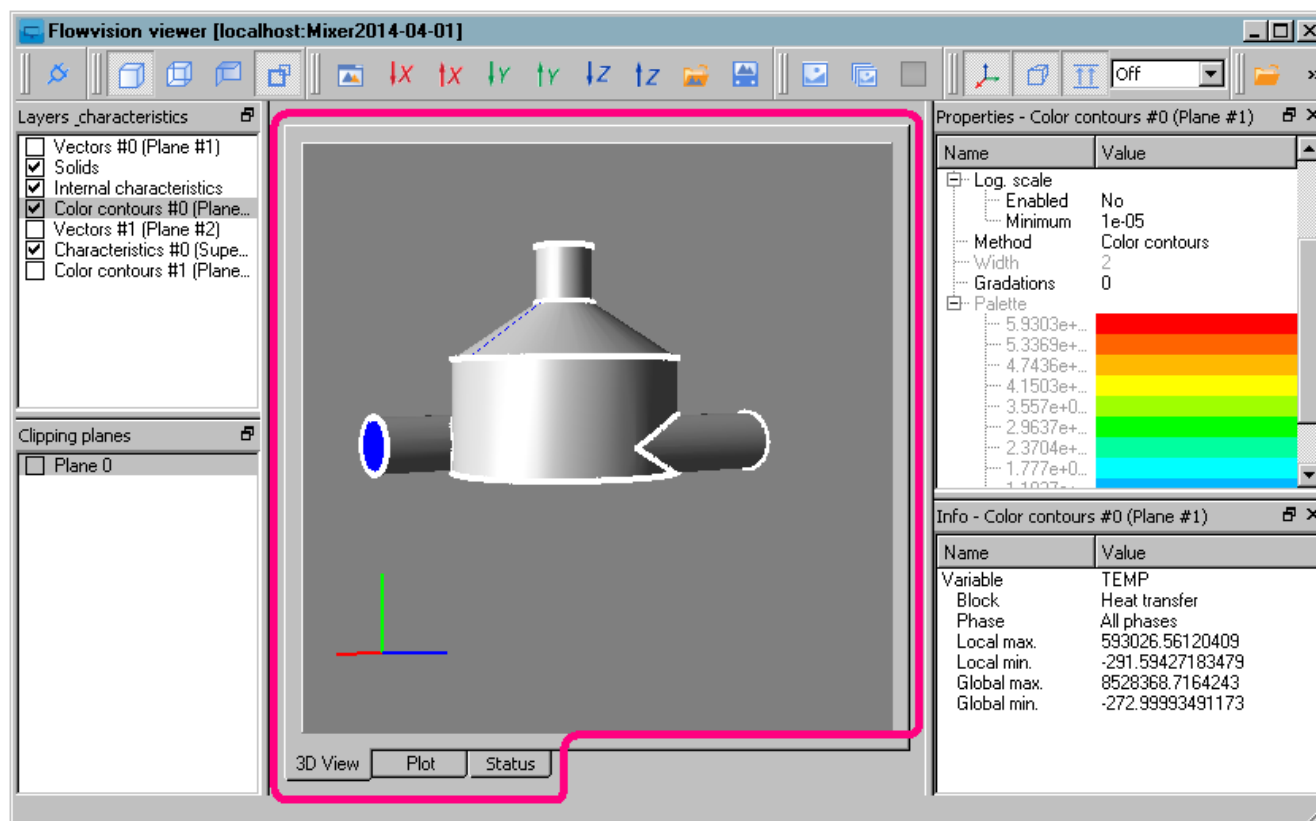 Flowvision viewer [localhost:Mixer2014-04-01]
X X Y Y Z Z Off »
Layers _characteristics
Vectors #0 (Plane #1)
Solids
Internal characteristics
Color contours #0 (Plane...
Vectors #1 (Plane #2)
Characteristics #0 (Supe...
Color contours #1 (Plane...
Clipping planes
Plane 0
3D View Plot Status
Properties - Color contours #0 (Plane #1)
Name Value
Log. scale
Enabled No
Minimum 1e-05
Method Color contours
Width 2
Gradations 0
Palette
5.9303e+...
5.3369e+...
4.7436e+...
4.1503e+...
3.557e+0...
2.9637e+...
2.3704e+...
1.777e+0...
Info - Color contours #0 (Plane #1)
Name Value
Variable TEMP
Block Heat transfer
Phase All phases
Local max. 593026.56120409
Local min. -291.59427183479
Global max. 8528368.7164243
Global min. -272.99993491173